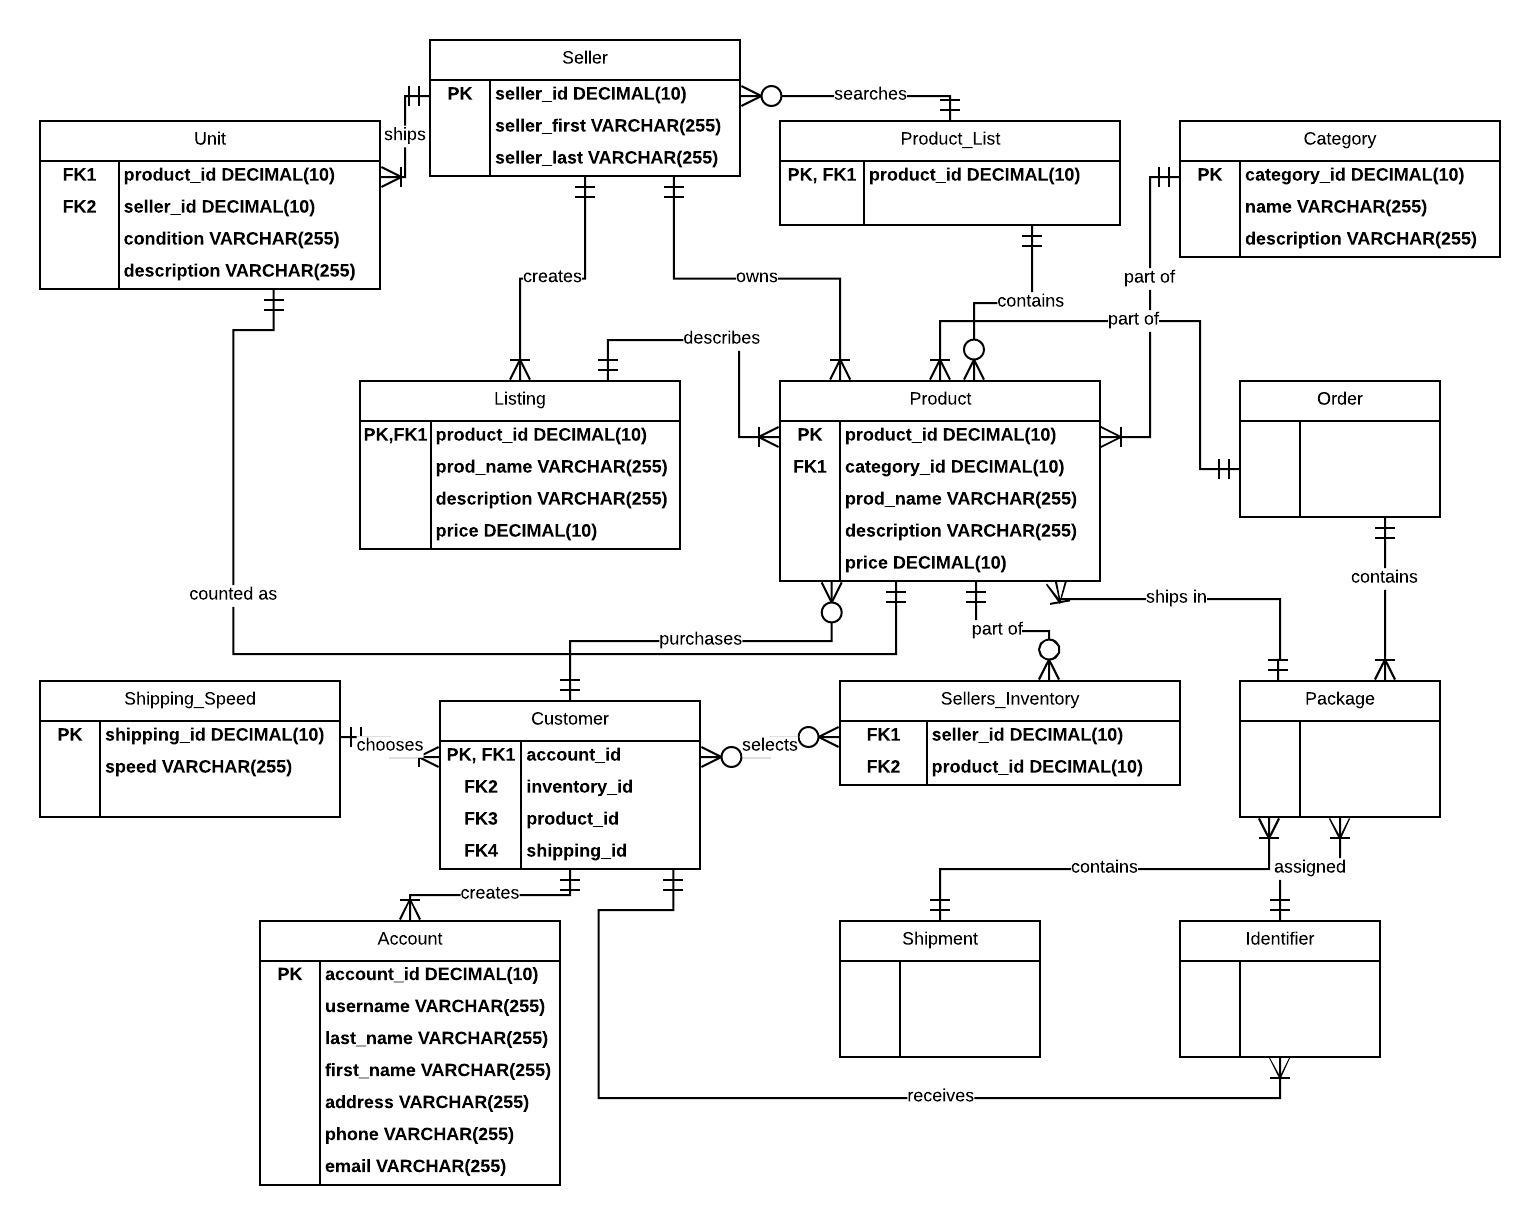 Seller
PK seller_id DECIMAL(10)
seller_first VARCHAR(255)
seller_last VARCHAR(255)
searches
ships
Unit
FK1 product_id DECIMAL(10)
FK2 seller_id DECIMAL(10)
condition VARCHAR(255)
description VARCHAR(255)
Product_List
PK, FK1 product_id DECIMAL(10)
Category
PK category_id DECIMAL(10)
name VARCHAR(255)
description VARCHAR(255)
creates
owns
contains
part of
part of
describes
Listing
PK,FK1 product_id DECIMAL(10)
prod_name VARCHAR(255)
description VARCHAR(255)
price DECIMAL(10)
Product
PK product_id DECIMAL(10)
FK1 category_id DECIMAL(10)
prod_name VARCHAR(255)
description VARCHAR(255)
price DECIMAL(10)
Order
contains
counted as
purchases
part of
ships in
Shipping_Speed
PK shipping_id DECIMAL(10)
speed VARCHAR(255)
chooses
Customer
PK, FK1 account_id
FK2 inventory_id
FK3 product_id
FK4 shipping_id
selects
Sellers_Inventory
FK1 seller_id DECIMAL(10)
FK2 product_id DECIMAL(10)
Package
contains
assigned
creates
Account
PK account_id DECIMAL(10)
username VARCHAR(255)
last_name VARCHAR(255)
first_name VARCHAR(255)
address VARCHAR(255)
phone VARCHAR(255)
email VARCHAR(255)
Shipment
Identifier
receives